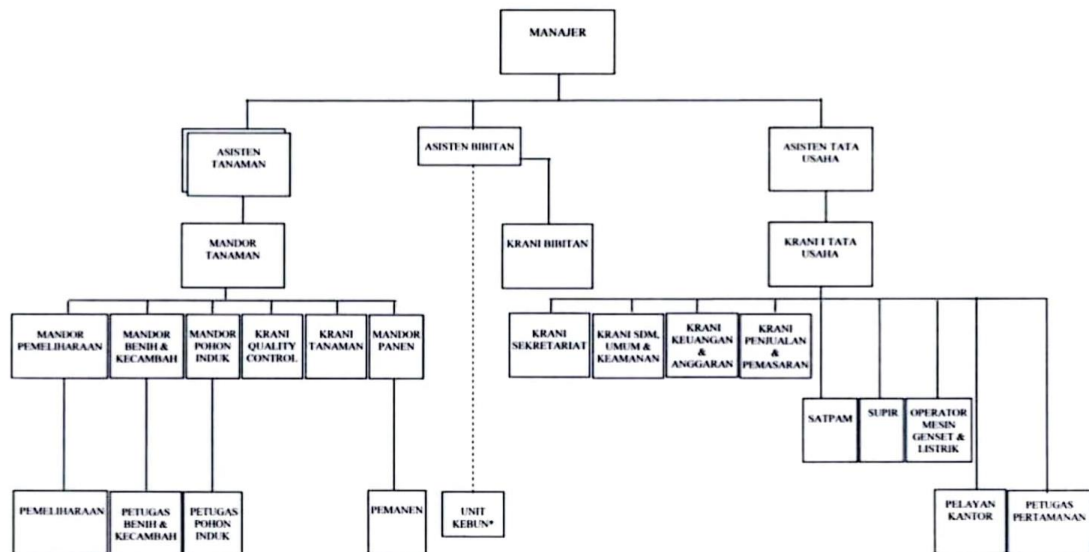 MANAJER
ASISTEN
TANAMAN
ASISTEN BIBITAN
ASISTEN TATA
USAHA
MANDOR
TANAMAN
KRANI BIBITAN
KRANI I TATA
USAHA
MANDOR
PEMELIHARAAN
MANDOR
BENIH &
KECAMBAH
MANDOR
POHON
INDUK
KRANI
QUALITY
CONTROL
KRANI
TANAMAN
MANDOR
PANEN
KRANI
SEKRETARIAT
KRANI SDM,
UMUM &
KEAMANAN
KRANI
KEUANGAN
&
ANGGARAN
KRANI
PENJUALAN
&
PEMASARAN
SATPAM
SUPIR
OPERATOR
MESIN
GENSET &
LISTRIK
PEMELIHARAAN
PETUGAS
BENIH &
KECAMBAH
PETUGAS
POHON
INDUK
PEMANEN
UNIT
KEBUN*
PELAYAN
KANTOR
PETUGAS
PERTAMANAN